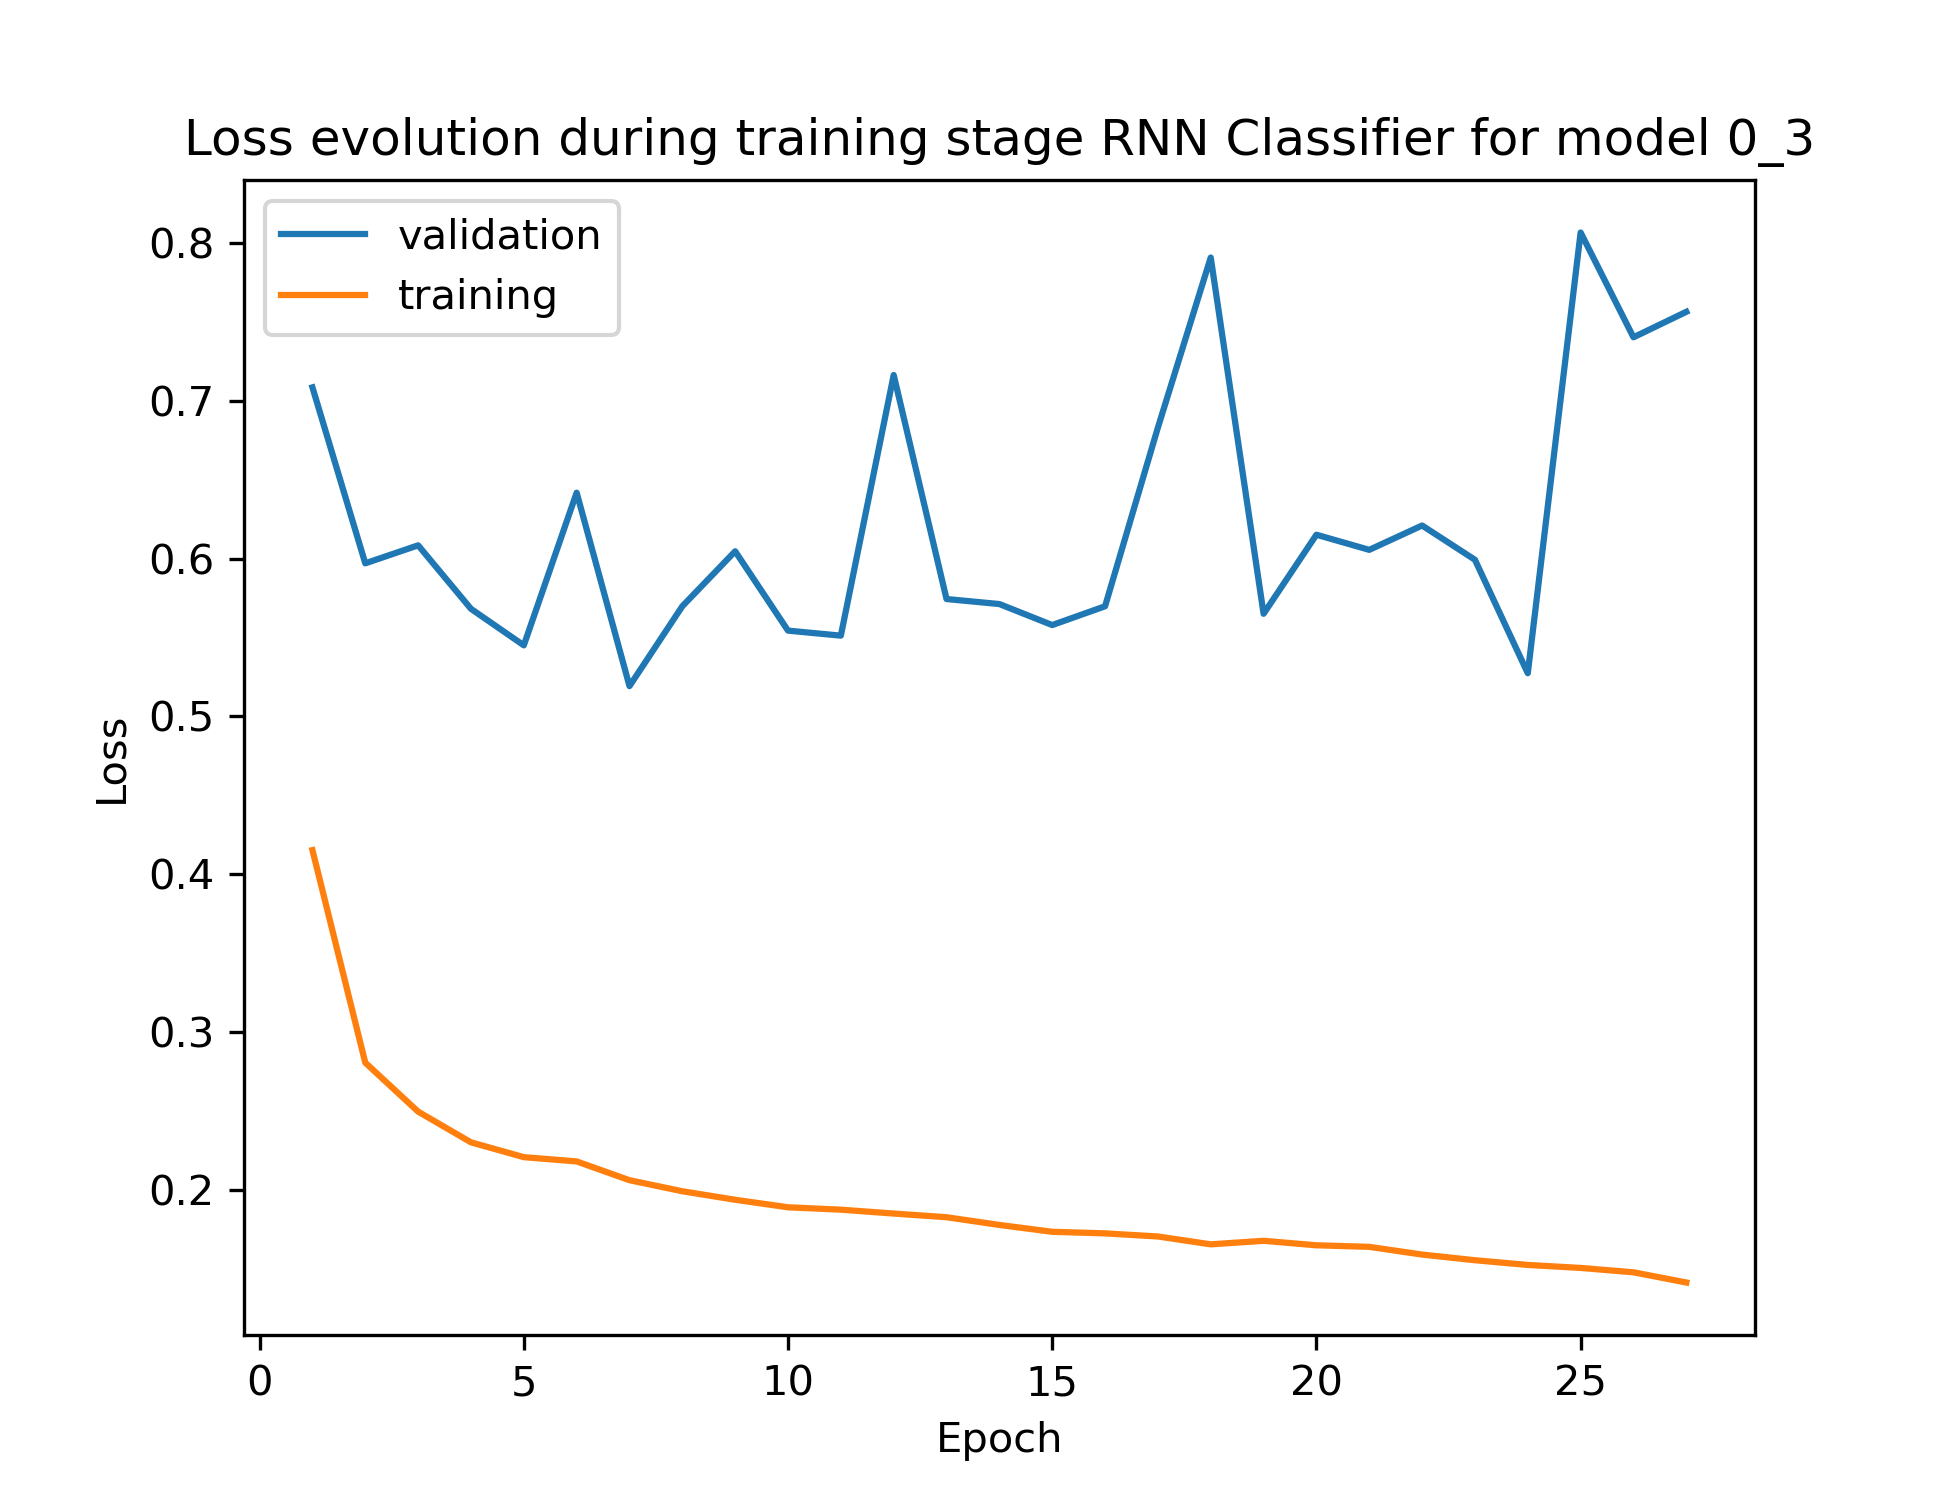 Loss evolution during training stage RNN Classifier for model 0_3
validation
training
0.8
0.7
0.6
0.5
0.4
0.3
0.2
Loss
0 5 10 15 20 25
Epoch